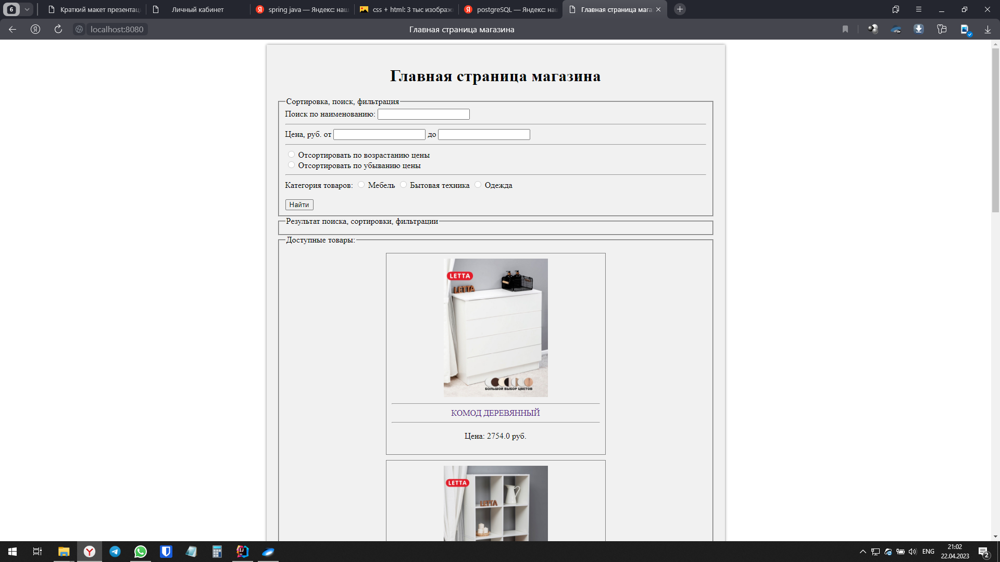 6
Краткий макет презентац
Личный кабинет
Я spring java — Яндекс: наш
css + html: 3 тыс изображ
Я postgreSQL — Яндекс: наш
Главная страница мага
Я
localhost:8080
Главная страница магазина
Главная страница магазина
Сортировка, поиск, фильтрация
Поиск по наименованию:
Цена, руб. от до
Отсортировать по возрастанию цены
Отсортировать по убыванию цены
Категория товаров: Мебель Бытовая техника Одежда
Найти
Результат поиска, сортировки, фильтрации
Доступные товары:
LETTA
LETTA
БОЛЬШОЙ ВЫБОР ЦВЕТОВ
КОМОД ДЕРЕВЯННЫЙ
Цена: 2754.0 руб.
LETTA
LETTA
ENG
21:02
22.04.2023
2